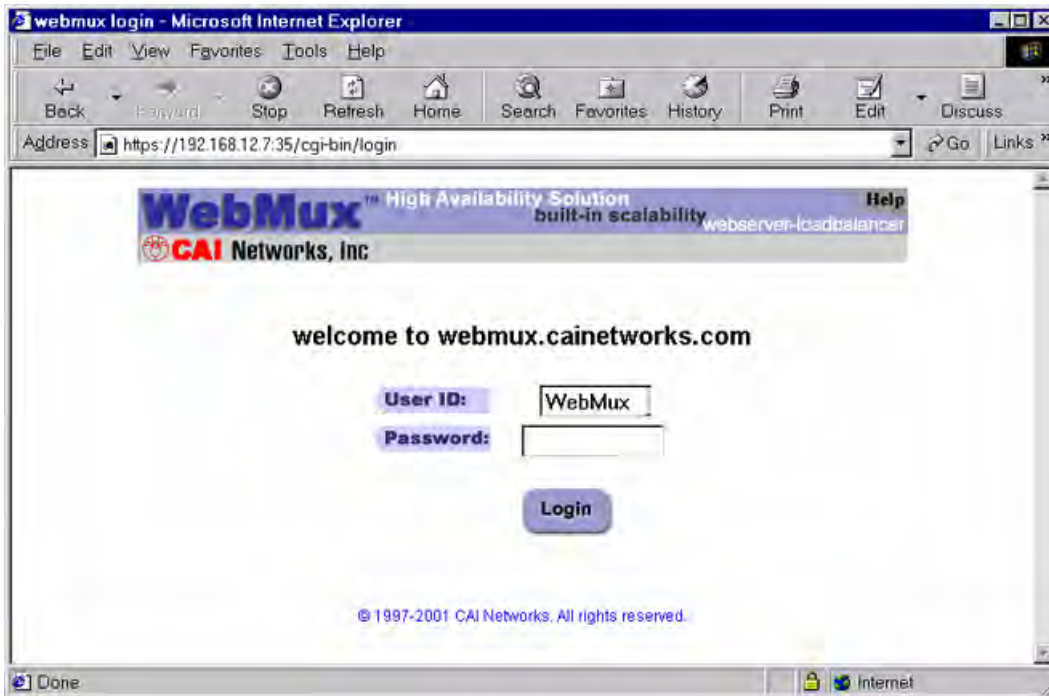 webmux login - Microsoft Internet Explorer
File Edit View Favorites Tools Help
Back Forward Stop Refresh Home Search Favorites History Print Edit Discuss
Address https://192.168.12.7:35/cgi-bin/login Go Links
WebMux™ High Availability Solution Help
built-in scalability
webserver-loadbalancer
CAI Networks, Inc
welcome to webmux.cainetworks.com
User ID: WebMux
Password:
Login
© 1997-2001 CAI Networks. All rights reserved.
Done Internet